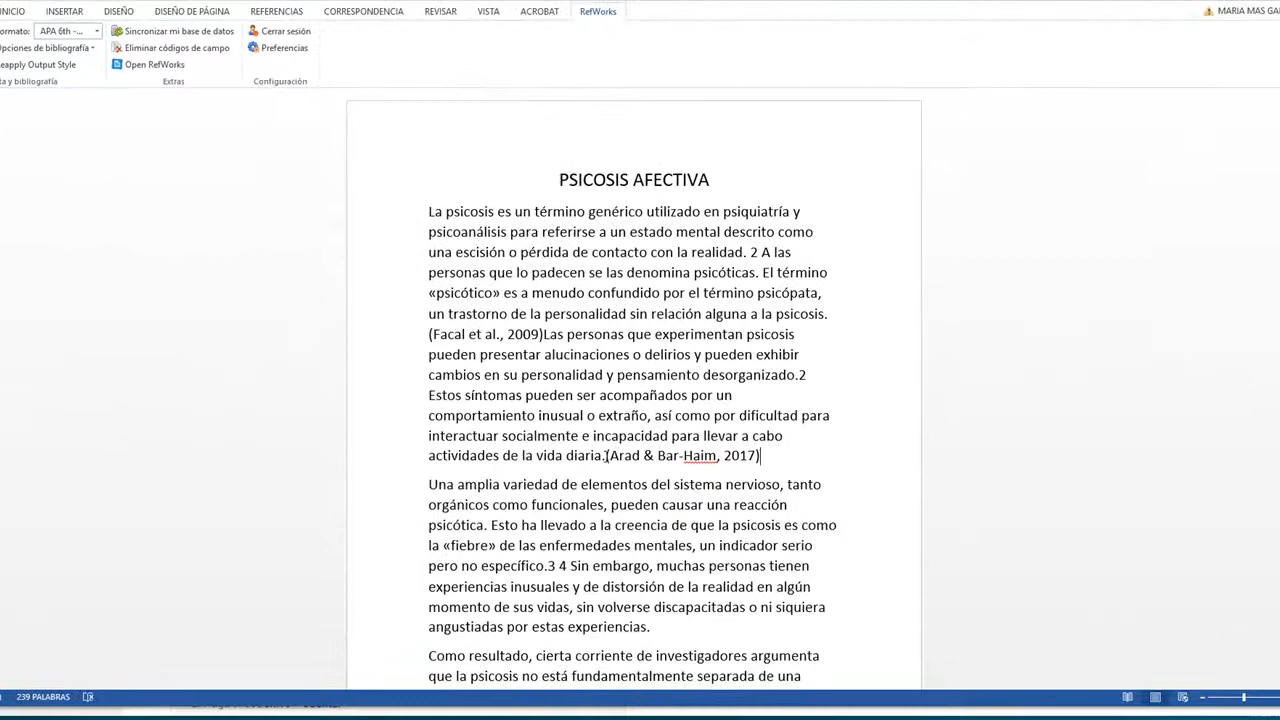 INICIO INSERTAR DISEÑO DISEÑO DE PÁGINA REFERENCIAS CORRESPONDENCIA REVISAR VISTA ACROBAT RefWorks MARIA MAS GA
ormato: APA 6th -... Sincronizar mi base de datos Cerrar sesión
pciones de bibliografía Eliminar códigos de campo Preferencias
eapply Output Style Open RefWorks
ta y bibliografía Extras Configuración
PSICOSIS AFECTIVA
La psicosis es un término genérico utilizado en psiquiatría y
psicoanálisis para referirse a un estado mental descrito como
una escisión o pérdida de contacto con la realidad. 2 A las
personas que lo padecen se las denomina psicóticas. El término
«psicótico» es a menudo confundido por el término psicópata,
un trastorno de la personalidad sin relación alguna a la psicosis.
(Facal et al., 2009)Las personas que experimentan psicosis
pueden presentar alucinaciones o delirios y pueden exhibir
cambios en su personalidad y pensamiento desorganizado.2
Estos síntomas pueden ser acompañados por un
comportamiento inusual o extraño, así como por dificultad para
interactuar socialmente e incapacidad para llevar a cabo
actividades de la vida diaria.(Arad & Bar-Haim, 2017)
Una amplia variedad de elementos del sistema nervioso, tanto
orgánicos como funcionales, pueden causar una reacción
psicótica. Esto ha llevado a la creencia de que la psicosis es como
la «fiebre» de las enfermedades mentales, un indicador serio
pero no específico.3 4 Sin embargo, muchas personas tienen
experiencias inusuales y de distorsión de la realidad en algún
momento de sus vidas, sin volverse discapacitadas o ni siquiera
angustiadas por estas experiencias.
Como resultado, cierta corriente de investigadores argumenta
que la psicosis no está fundamentalmente separada de una
239 PALABRAS